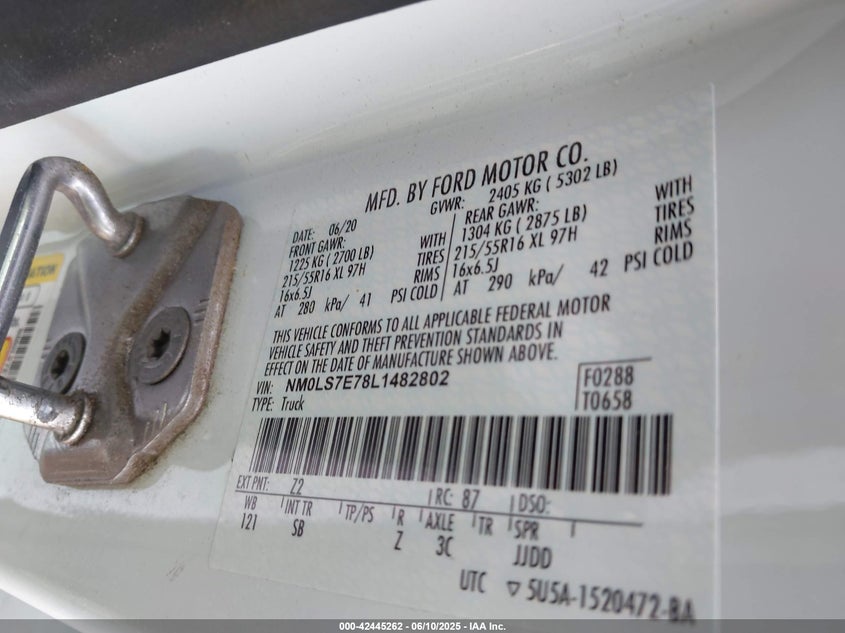 MFD. BY FORD MOTOR CO.
DATE: 06/20 GVWR: 2405 KG ( 5302 LB)
FRONT GAWR: REAR GAWR:
1225 KG ( 2700 LB) WITH 1304 KG ( 2875 LB) WITH
215/55R16 XL 97H TIRES 215/55R16 XL 97H TIRES
16x6.5J RIMS 16x6.5J RIMS
AT 280 kPa/ 41 PSI COLD AT 290 kPa/ 42 PSI COLD
THIS VEHICLE CONFORMS TO ALL APPLICABLE FEDERAL MOTOR
VEHICLE SAFETY AND THEFT PREVENTION STANDARDS IN
EFFECT ON THE DATE OF MANUFACTURE SHOWN ABOVE.
VIN: NM0LS7E78L1482802 F0288
TYPE: Truck T0658
EXT PNT: Z2 RC: 87 DSO:
WB INT TR TP/PS R AXLE TR SPR
121 SB Z 3C JJDD
UTC ▽ 5U5A-1520472-BA
000-42445262 - 06/10/2025 - IAA Inc.